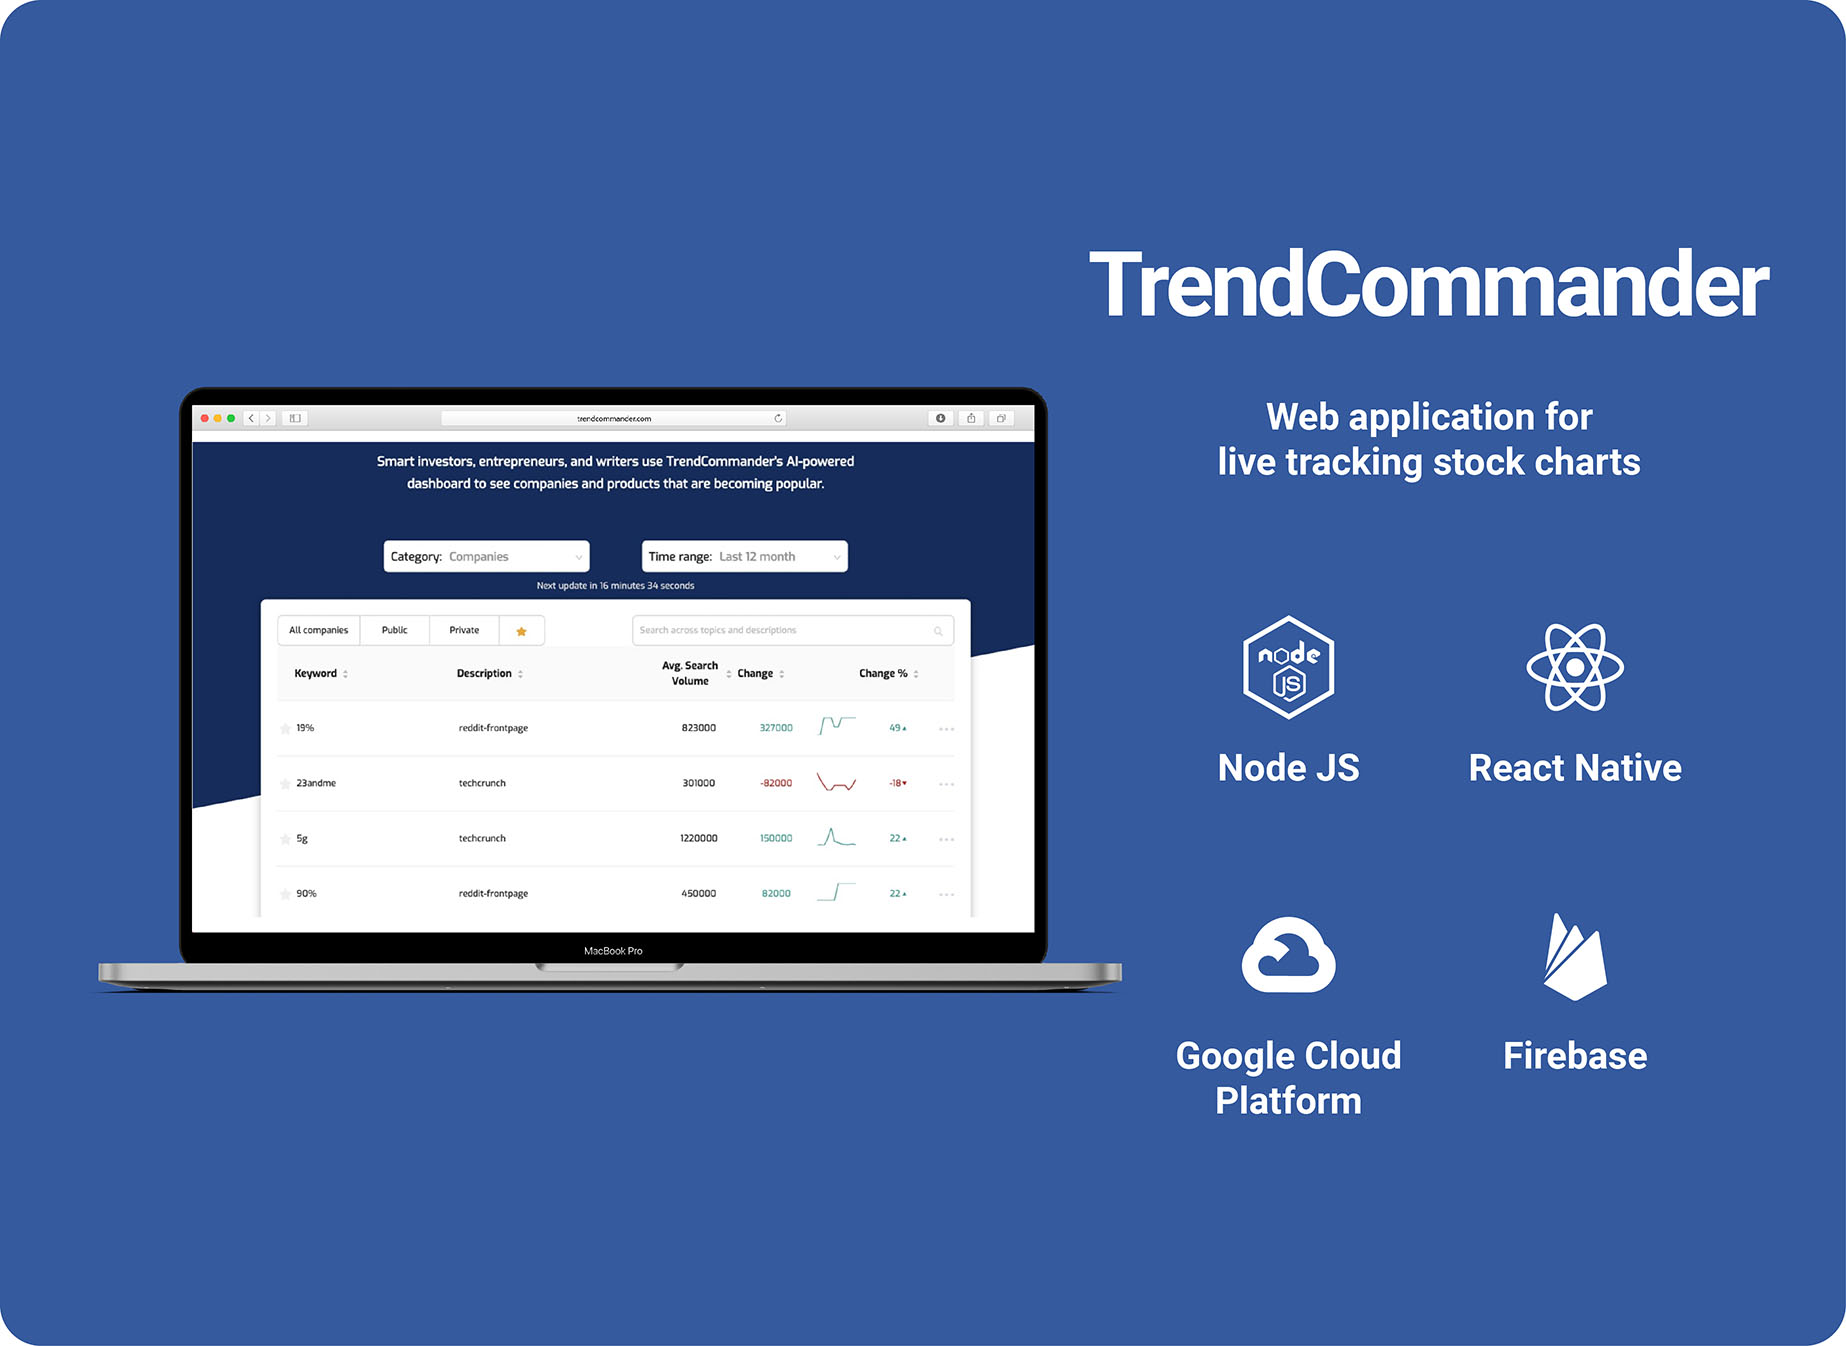 TrendCommander
Web application for
live tracking stock charts
trendcommander.com
Smart investors, entrepreneurs, and writers use TrendCommander's AI-powered
dashboard to see companies and products that are becoming popular.
Category: Companies
Time range: Last 12 month
Next update in 16 minutes 34 seconds
All companies Public Private
Search across topics and descriptions
Keyword Description Avg. Search Volume Change Change %
19% reddit-frontpage 823000 327000 49
23andme techcrunch 301000 -82000 -18
5g techcrunch 1220000 150000 22
90% reddit-frontpage 450000 82000 22
MacBook Pro
node
JS
Node JS
React Native
Google Cloud
Platform
Firebase